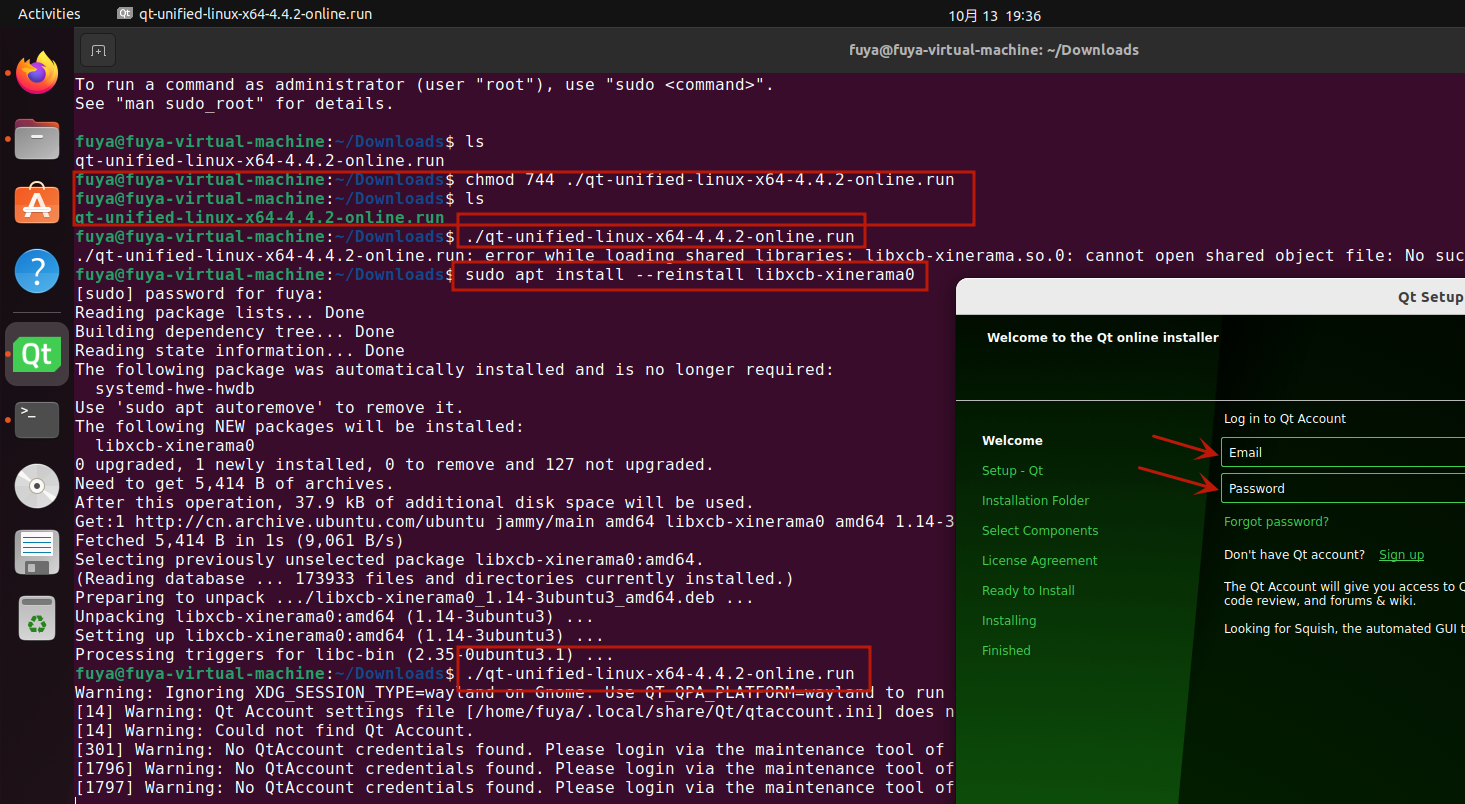 Activities
Qt qt-unified-linux-x64-4.4.2-online.run
10月 13 19:36
fuya@fuya-virtual-machine: ~/Downloads
To run a command as administrator (user "root"), use "sudo <command>".
See "man sudo_root" for details.
fuya@fuya-virtual-machine:~/Downloads$ ls
qt-unified-linux-x64-4.4.2-online.run
fuya@fuya-virtual-machine:~/Downloads$ chmod 744 ./qt-unified-linux-x64-4.4.2-online.run
fuya@fuya-virtual-machine:~/Downloads$ ls
qt-unified-linux-x64-4.4.2-online.run
fuya@fuya-virtual-machine:~/Downloads$ ./qt-unified-linux-x64-4.4.2-online.run
./qt-unified-linux-x64-4.4.2-online.run: error while loading shared libraries: libxcb-xinerama.so.0: cannot open shared object file: No suc
fuya@fuya-virtual-machine:~/Downloads$ sudo apt install --reinstall libxcb-xinerama0
[sudo] password for fuya:
Reading package lists... Done
Building dependency tree... Done
Reading state information... Done
The following package was automatically installed and is no longer required:
  systemd-hwe-hwdb
Use 'sudo apt autoremove' to remove it.
The following NEW packages will be installed:
  libxcb-xinerama0
0 upgraded, 1 newly installed, 0 to remove and 127 not upgraded.
Need to get 5,414 B of archives.
After this operation, 37.9 kB of additional disk space will be used.
Get:1 http://cn.archive.ubuntu.com/ubuntu jammy/main amd64 libxcb-xinerama0 amd64 1.14-3
Fetched 5,414 B in 1s (9,061 B/s)
Selecting previously unselected package libxcb-xinerama0:amd64.
(Reading database ... 173933 files and directories currently installed.)
Preparing to unpack .../libxcb-xinerama0_1.14-3ubuntu3_amd64.deb ...
Unpacking libxcb-xinerama0:amd64 (1.14-3ubuntu3) ...
Setting up libxcb-xinerama0:amd64 (1.14-3ubuntu3) ...
Processing triggers for libc-bin (2.35-0ubuntu3.1) ...
fuya@fuya-virtual-machine:~/Downloads$ ./qt-unified-linux-x64-4.4.2-online.run
Warning: Ignoring XDG_SESSION_TYPE=wayland on Gnome. Use QT_QPA_PLATFORM=wayland to run
[14] Warning: Qt Account settings file [/home/fuya/.local/share/Qt/qtaccount.ini] does n
[14] Warning: Could not find Qt Account.
[301] Warning: No QtAccount credentials found. Please login via the maintenance tool of
[1796] Warning: No QtAccount credentials found. Please login via the maintenance tool of
[1797] Warning: No QtAccount credentials found. Please login via the maintenance tool of
Qt
Qt Setup
Welcome to the Qt online installer
Welcome
Setup - Qt
Installation Folder
Select Components
License Agreement
Ready to Install
Installing
Finished
Log in to Qt Account
Email
Password
Forgot password?
Don't have Qt account? Sign up
The Qt Account will give you access to Q
code review, and forums & wiki.
Looking for Squish, the automated GUI t